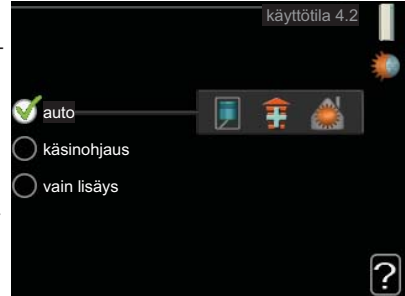 käyttötila 4.2
auto
käsinohjaus
vain lisäys
?